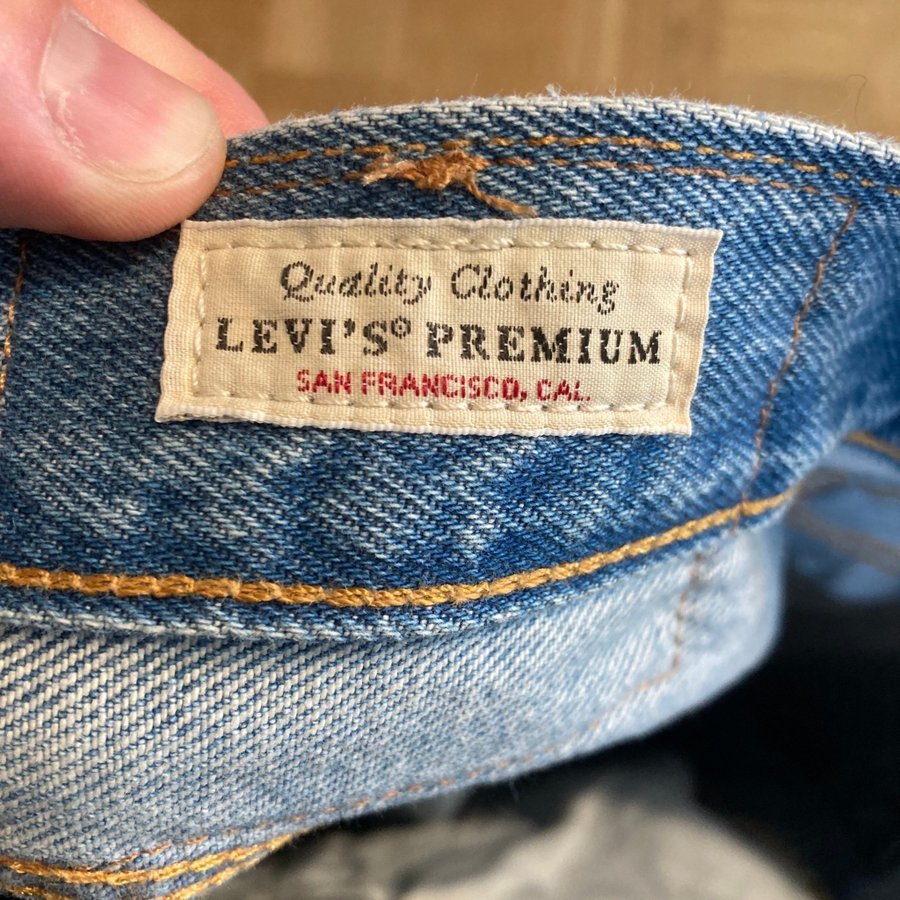 Quality Clothing
LEVI'S® PREMIUM
SAN FRANCISCO, CAL.